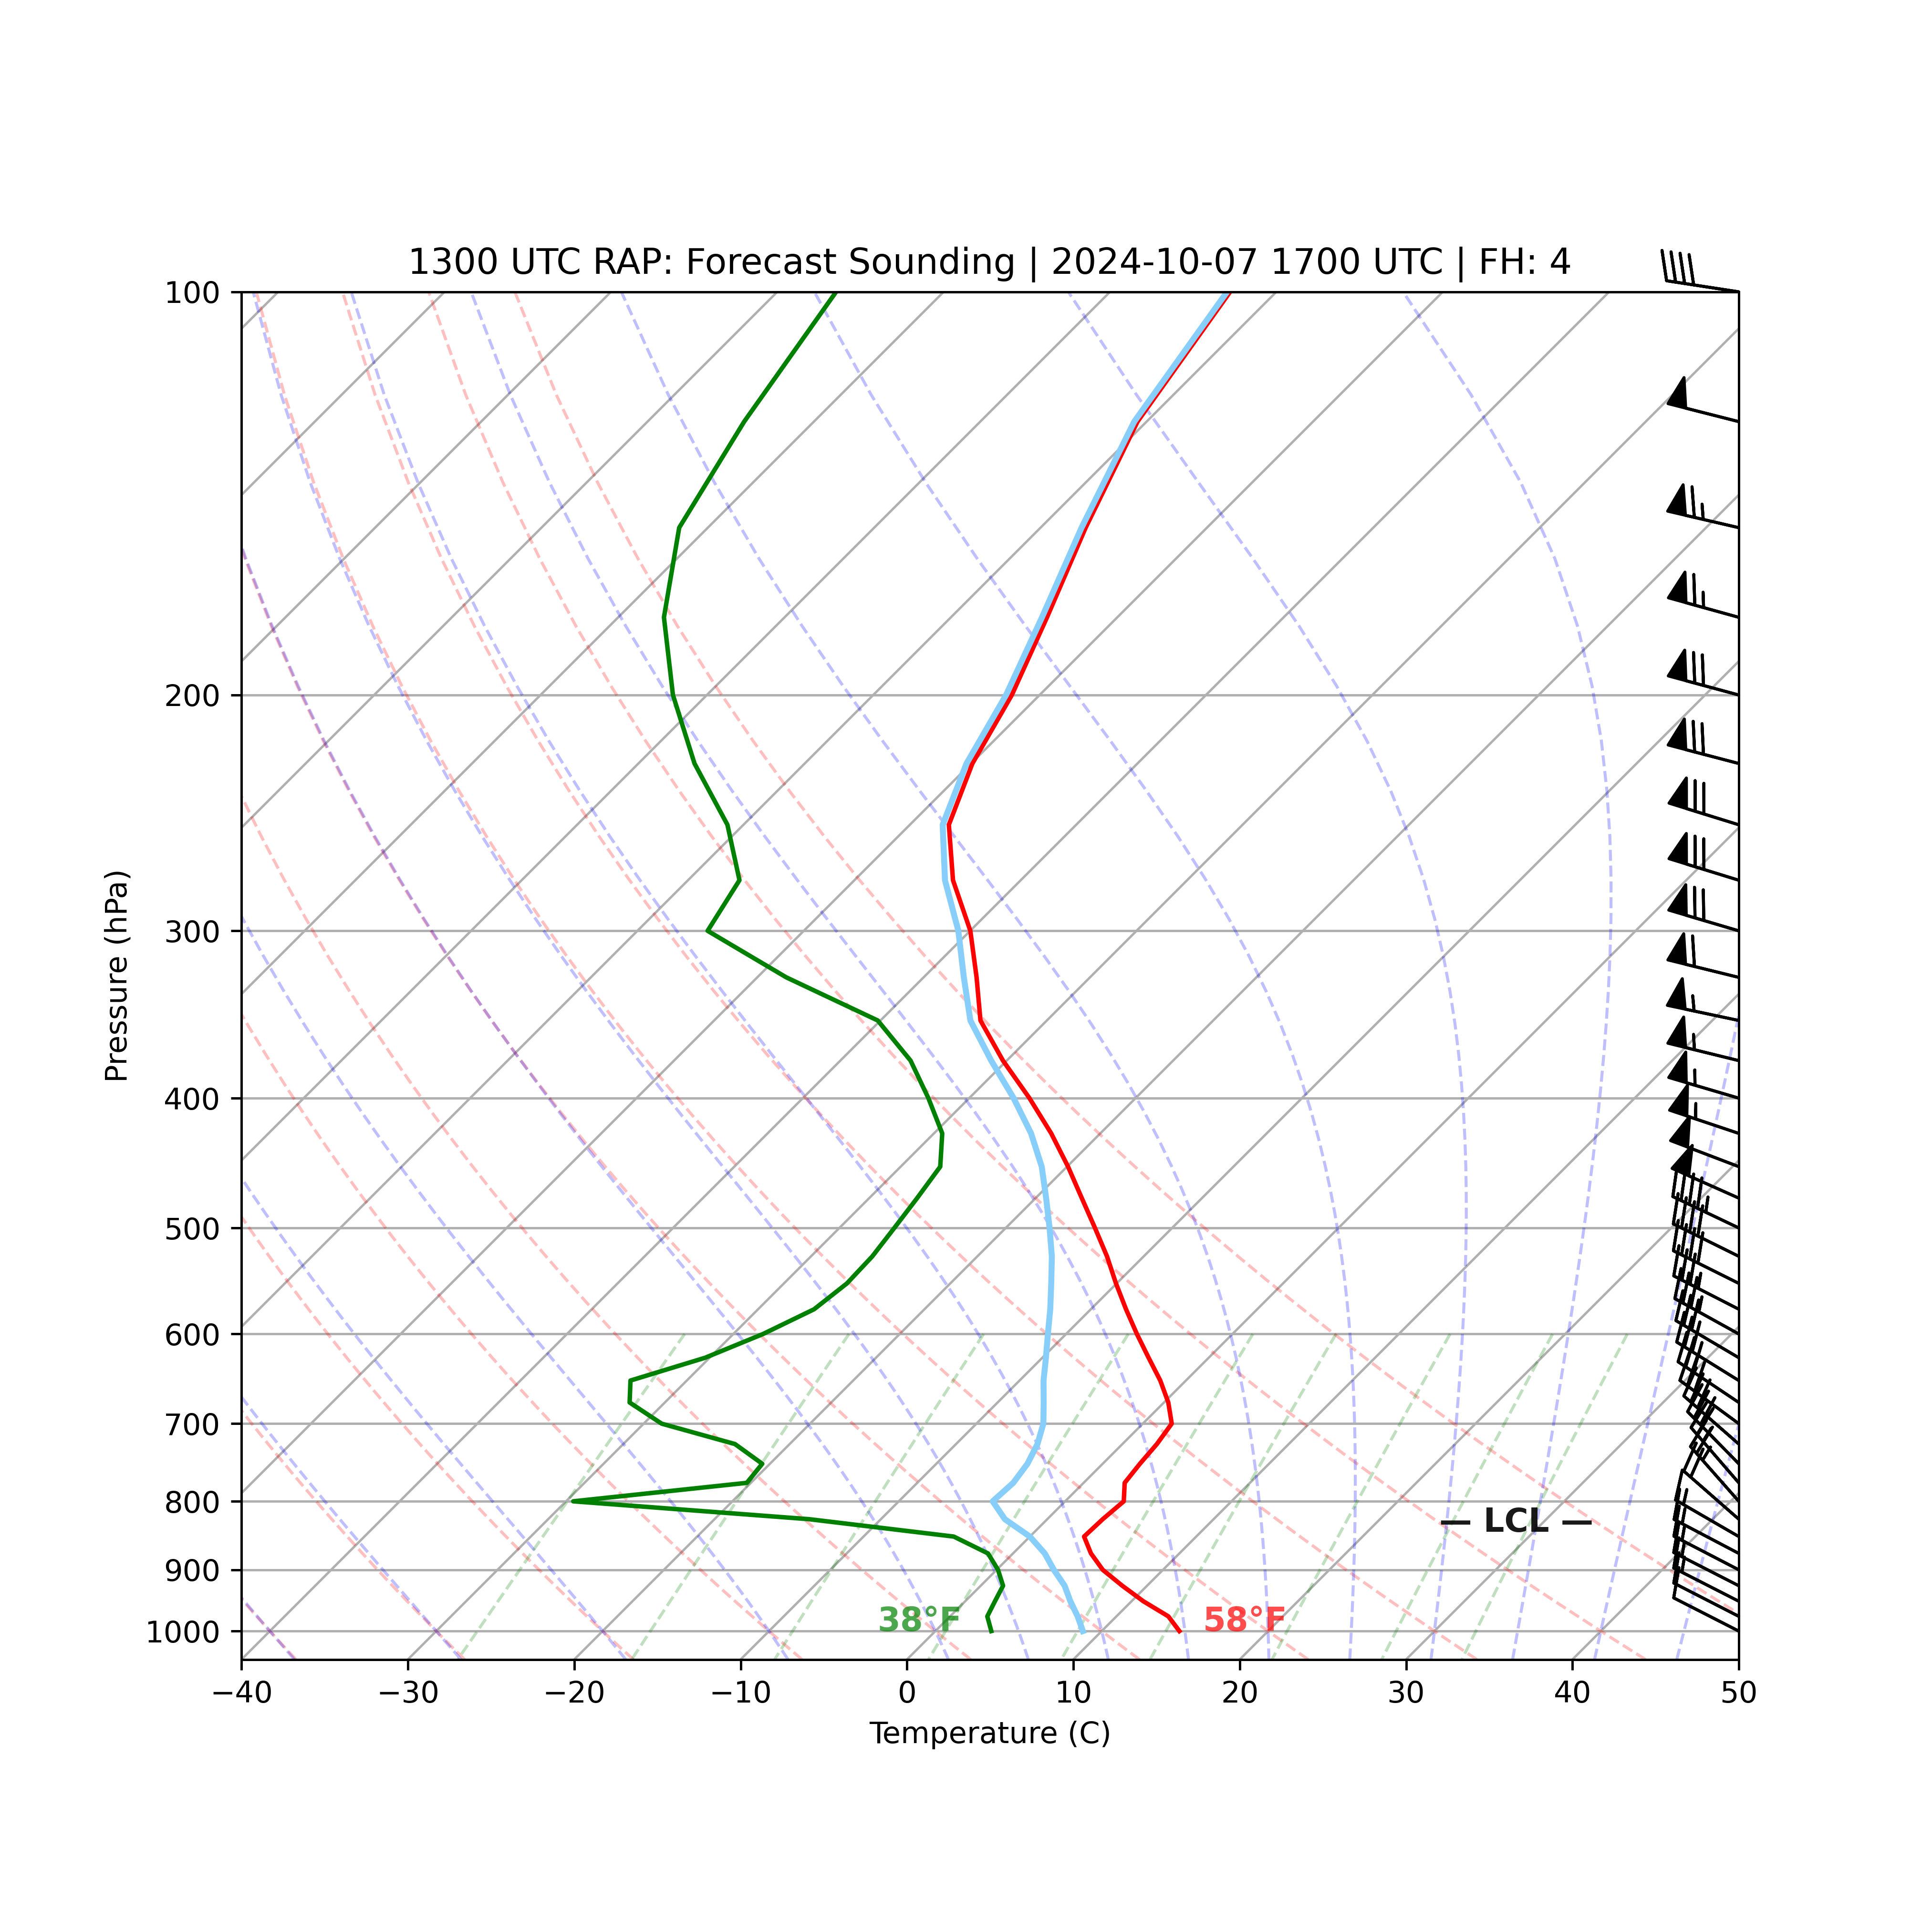 1300 UTC RAP: Forecast Sounding | 2024-10-07 1700 UTC | FH: 4
100
200
300
400
500
600
700
800
900
1000
Pressure (hPa)
— LCL —
38°F
58°F
−40 −30 −20 −10 0 10 20 30 40 50
Temperature (C)